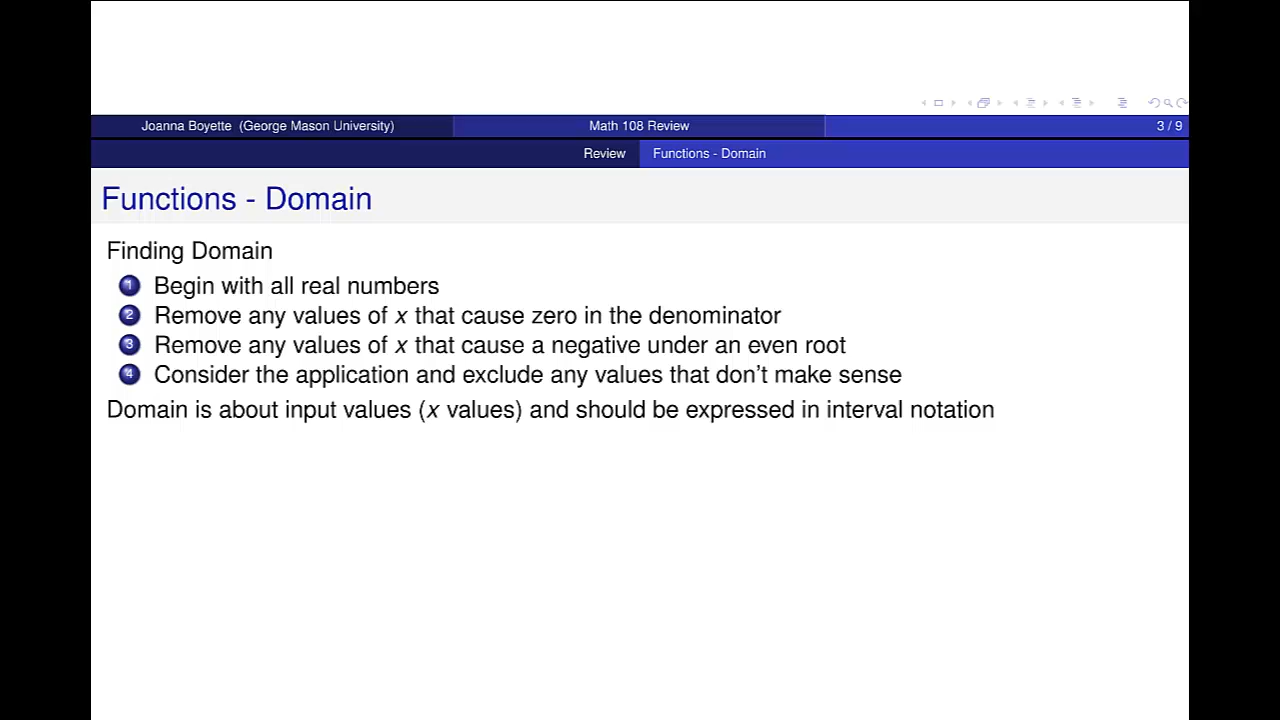 Joanna Boyette (George Mason University) Math 108 Review 3 / 9
Review Functions - Domain
Functions - Domain
Finding Domain
1 Begin with all real numbers
2 Remove any values of x that cause zero in the denominator
3 Remove any values of x that cause a negative under an even root
4 Consider the application and exclude any values that don't make sense
Domain is about input values (x values) and should be expressed in interval notation